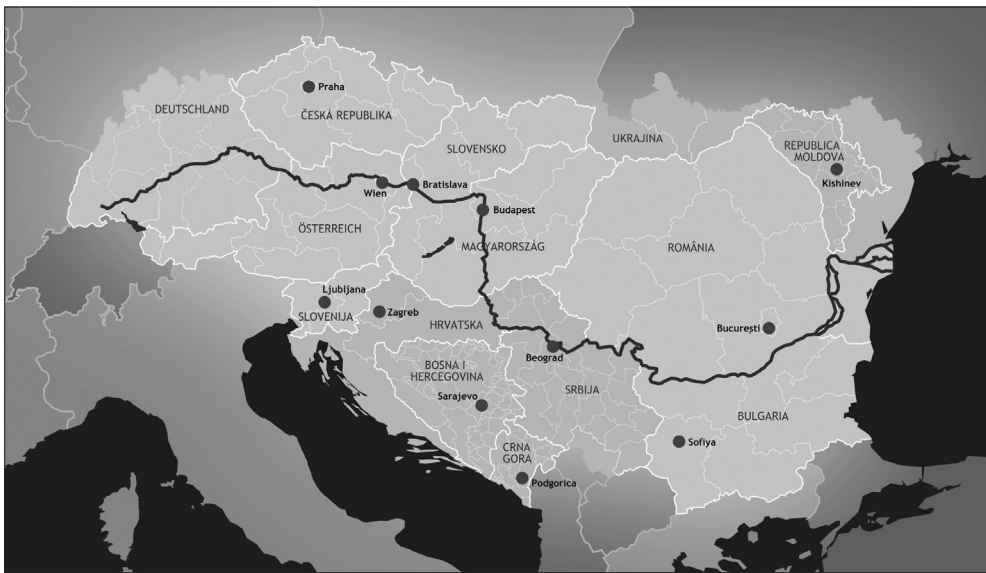 Praha
DEUTSCHLAND
ČESKÁ REPUBLIKA
UKRAJINA
SLOVENSKO
REPUBLICA
MOLDOVA
Kishinev
Wien
Bratislava
Budapest
ÖSTERREICH
MAGYARORSZÁG
ROMÂNIA
Ljubljana
SLOVENIJA
Zagreb
HRVATSKA
București
Beograd
BOSNA I
HERCEGOVINA
SRBIJA
Sarajevo
BULGARIA
Sofiya
CRNA
GORA
Podgorica